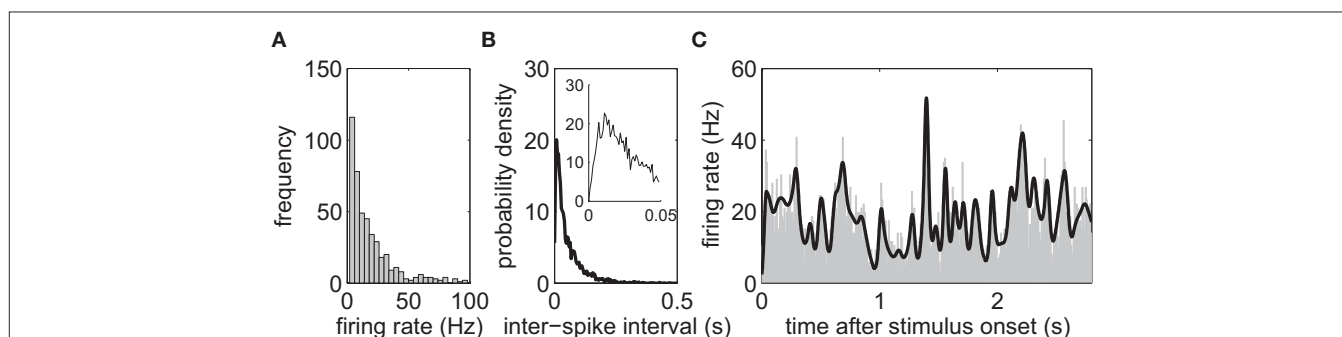 A
150
100
50
0
frequency
0 50 100
firing rate (Hz)
B
30
20
10
0
probability density
30
20
10
0
0 0.05
0 0.5
inter−spike interval (s)
C
60
40
20
0
firing rate (Hz)
0 1 2
time after stimulus onset (s)